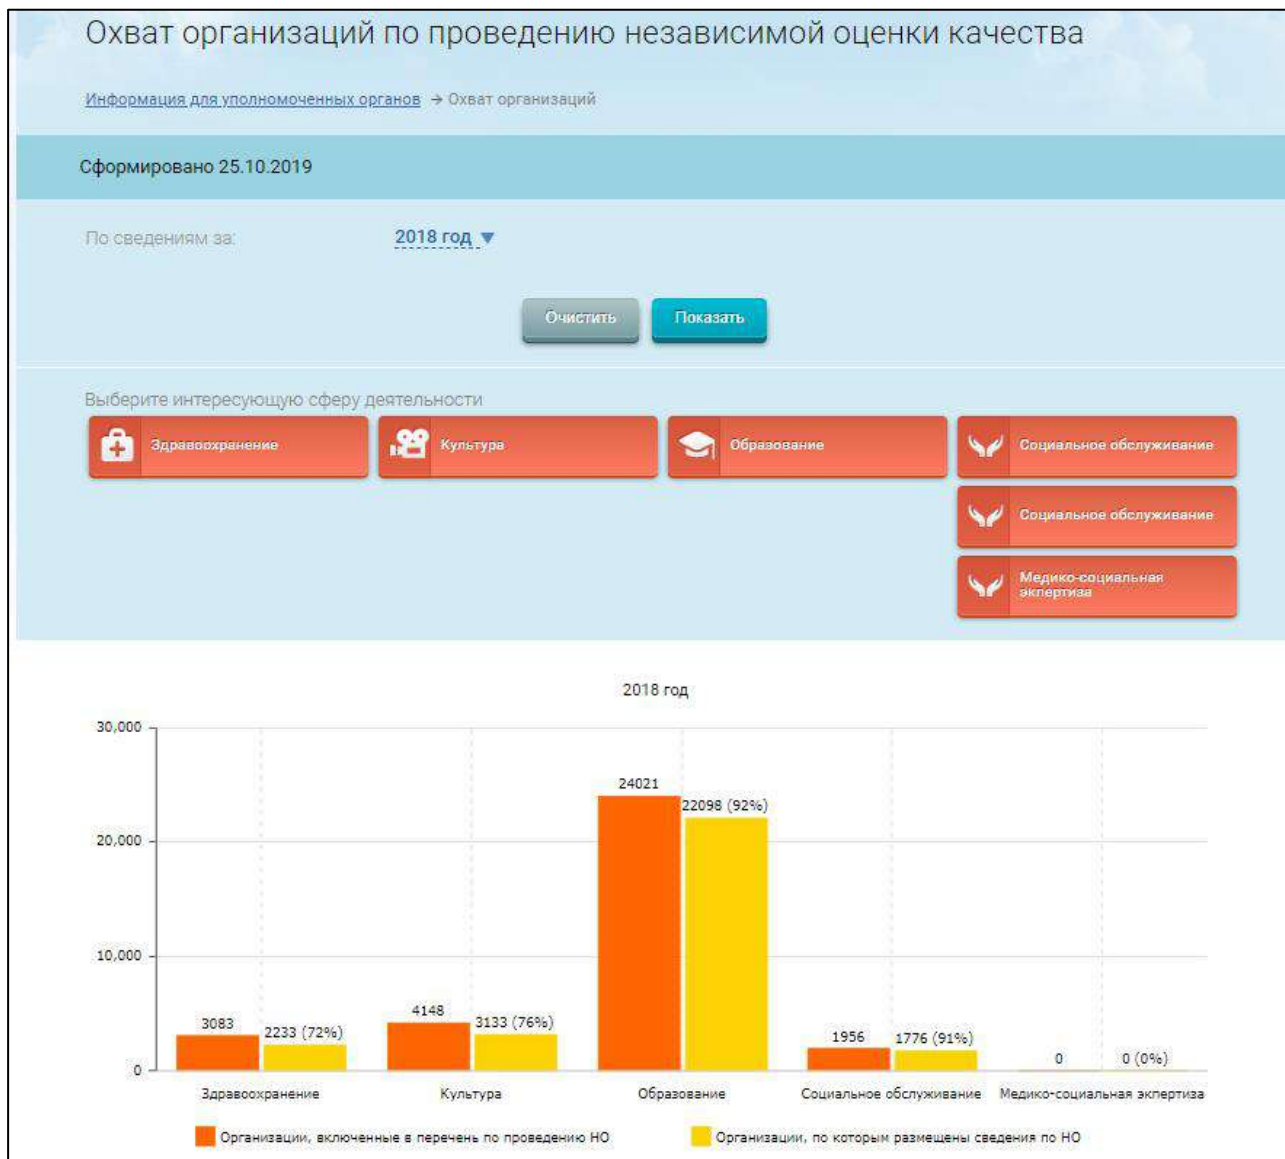 Охват организаций по проведению независимой оценки качества
Информация для уполномоченных органов → Охват организаций
Сформировано 25.10.2019
По сведениям за: 2018 год ▼
Очистить Показать
Выберите интересующую сферу деятельности
Здравоохранение Культура Образование Социальное обслуживание
Социальное обслуживание
Медико-социальная
экпертиза
2018 год
30,000
24021
22098 (92%)
20,000
10,000
3083 2233 (72%) 4148 3133 (76%) 1956 1776 (91%) 0 0 (0%)
0
Здравоохранение Культура Образование Социальное обслуживание Медико-социальная экпертиза
Организации, включенные в перечень по проведению НО Организации, по которым размещены сведения по НО